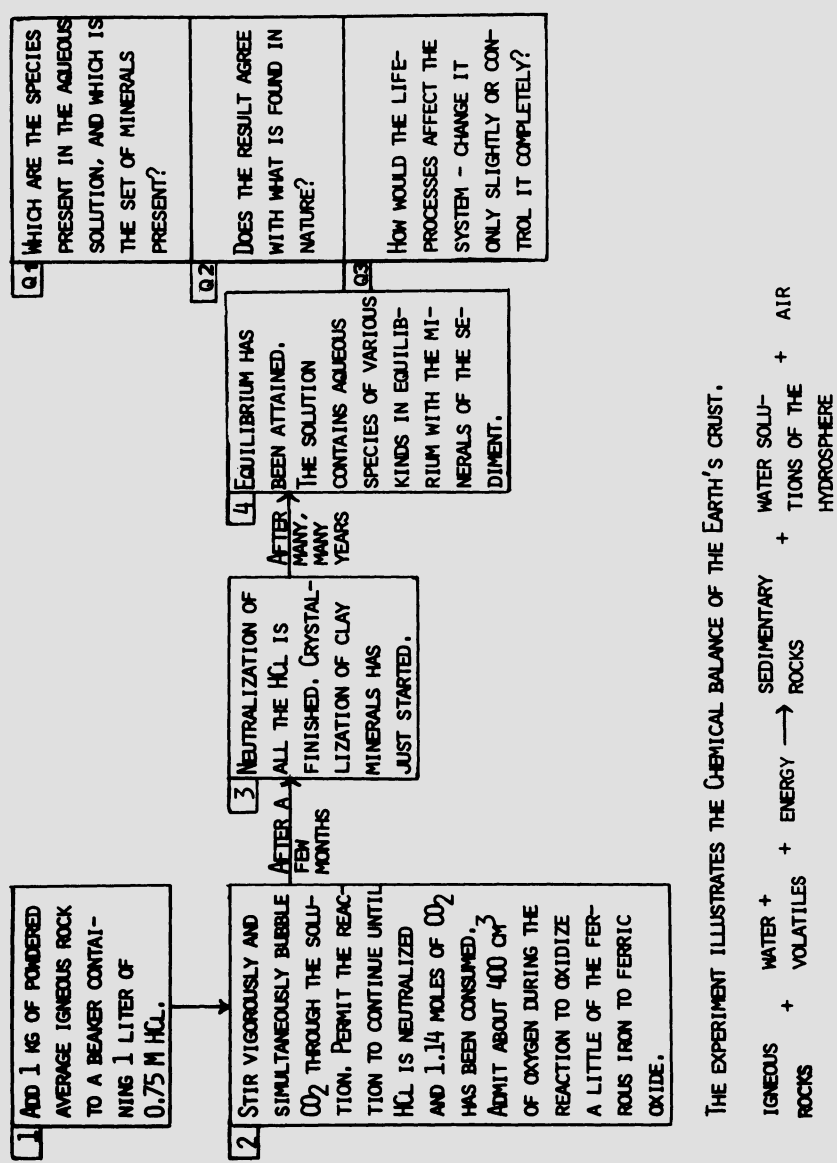 1 ADD 1 KG OF POWDERED
AVERAGE IGNEOUS ROCK
TO A BEAKER CONTAI-
NING 1 LITER OF
0.75 M HCL.
2 STIR VIGOROUSLY AND
SIMULTANEOUSLY BUBBLE
CO2 THROUGH THE SOLU-
TION. PERMIT THE REAC-
TION TO CONTINUE UNTIL
HCL IS NEUTRALIZED
AND 1.14 MOLES OF CO2
HAS BEEN CONSUMED.
ADMIT ABOUT 400 CM3
OF OXYGEN DURING THE
REACTION TO OXIDIZE
A LITTLE OF THE FER-
ROUS IRON TO FERRIC
OXIDE.
AFTER A
FEW
MONTHS
3 NEUTRALIZATION OF
ALL THE HCL IS
FINISHED. CRYSTAL-
LIZATION OF CLAY
MINERALS HAS
JUST STARTED.
AFTER
MANY,
MANY
YEARS
4 EQUILIBRIUM HAS
BEEN ATTAINED.
THE SOLUTION
CONTAINS AQUEOUS
SPECIES OF VARIOUS
KINDS IN EQUILIB-
RIUM WITH THE MI-
NERALS OF THE SE-
DIMENT.
Q1 WHICH ARE THE SPECIES
PRESENT IN THE AQUEOUS
SOLUTION, AND WHICH IS
THE SET OF MINERALS
PRESENT?
Q2 DOES THE RESULT AGREE
WITH WHAT IS FOUND IN
NATURE?
Q3 HOW WOULD THE LIFE-
PROCESSES AFFECT THE
SYSTEM - CHANGE IT
ONLY SLIGHTLY OR CON-
TROL IT COMPLETELY?
THE EXPERIMENT ILLUSTRATES THE CHEMICAL BALANCE OF THE EARTH'S CRUST.
IGNEOUS + WATER + SEDIMENTARY WATER SOLU-
ROCKS VOLATILES + ENERGY → ROCKS + TIONS OF THE + AIR
HYDROSPHERE